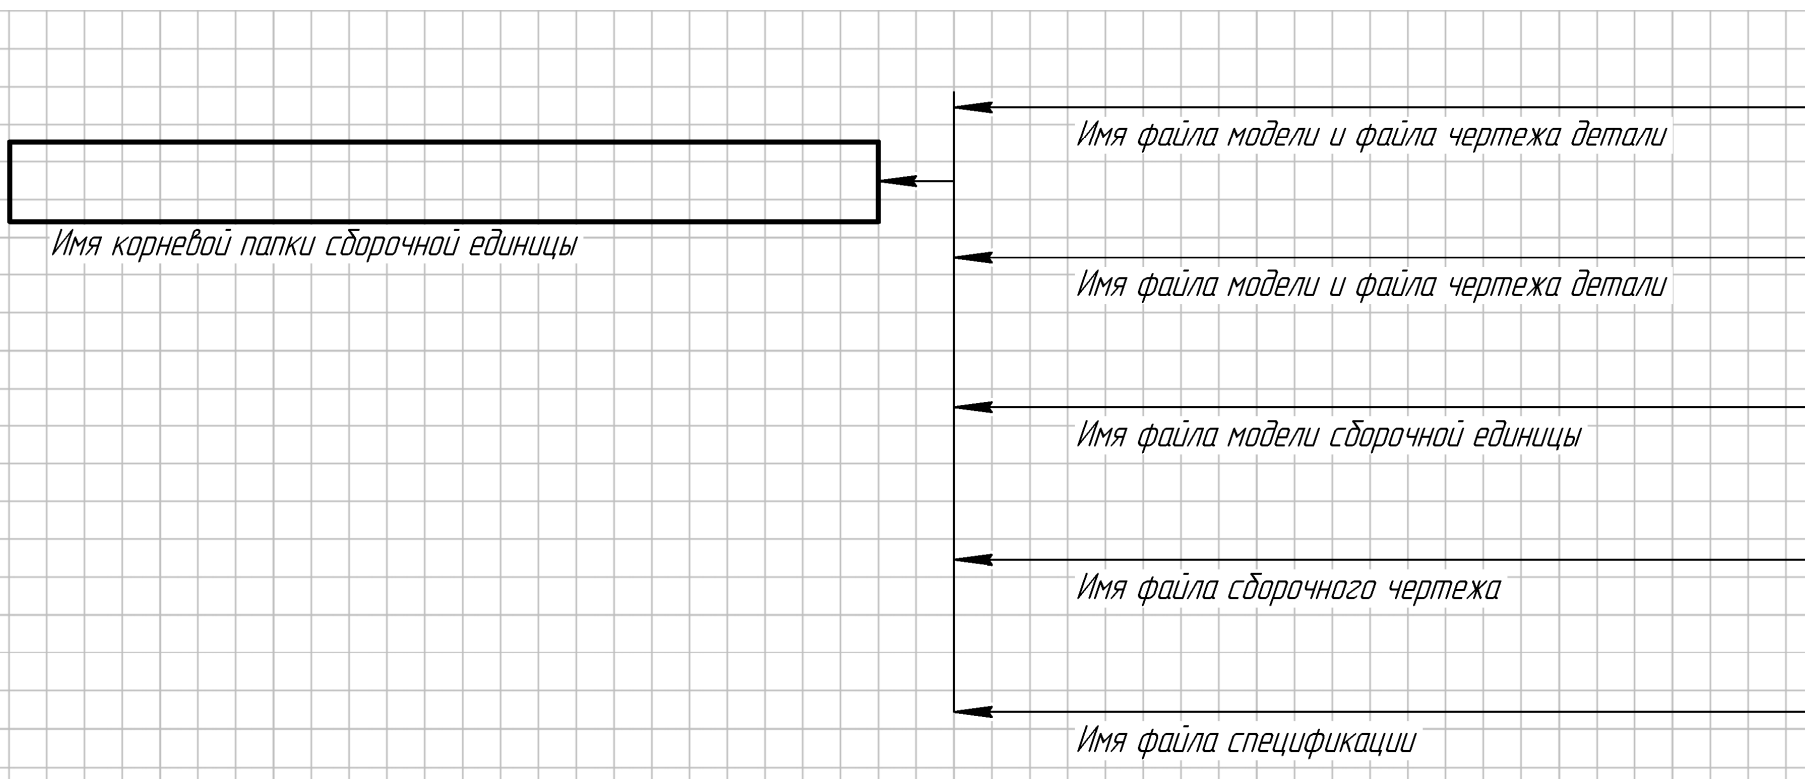 Имя файла модели и файла чертежа детали
Имя корневой папки сборочной единицы
Имя файла модели и файла чертежа детали
Имя файла модели сборочной единицы
Имя файла сборочного чертежа
Имя файла спецификации